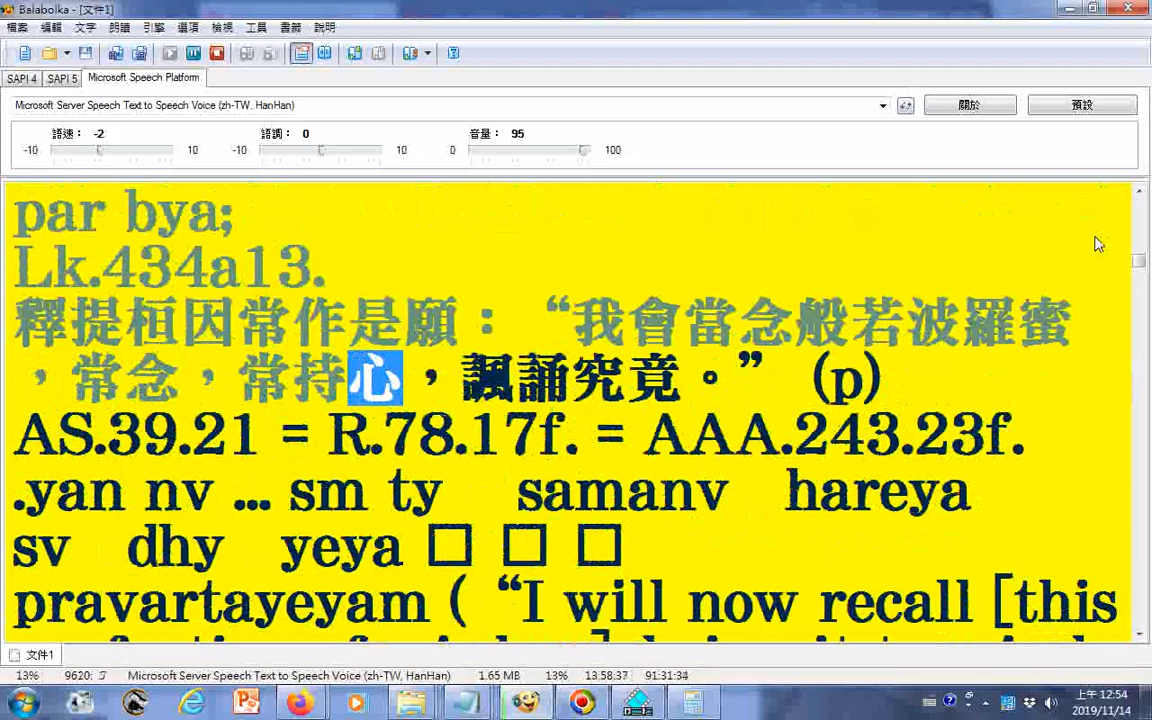 Balabolka - [文件1]
檔案 編輯 文字 朗讀 引擎 選項 檢視 工具 書籤 說明
SAPI 4 SAPI 5 Microsoft Speech Platform
Microsoft Server Speech Text to Speech Voice (zh-TW, HanHan) 關於 預設
語速： -2 語調： 0 音量： 95
-10 10 -10 10 0 100
par bya;
Lk.434a13.
釋提桓因常作是願：“我會當念般若波羅蜜
，常念，常持心，諷誦究竟。” (p)
AS.39.21 = R.78.17f. = AAA.243.23f.
.yan nv ... sm ty samanv hareya
sv dhy yeya □ □ □
pravartayeyam (“I will now recall [this
文件1
13% 9620: 3 Microsoft Server Speech Text to Speech Voice (zh-TW, HanHan) 1.65 MB 13% 13:58:37 91:31:34
上午 12:54
2019/11/14